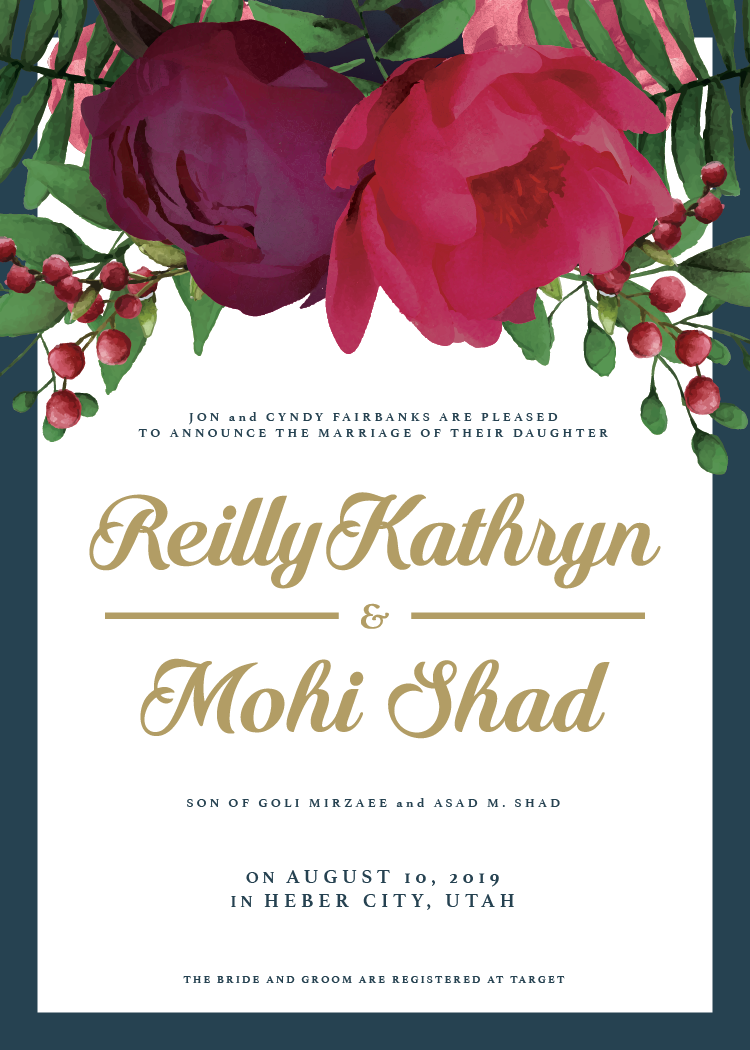 JON and CYNDY FAIRBANKS ARE PLEASED
TO ANNOUNCE THE MARRIAGE OF THEIR DAUGHTER
Reilly Kathryn
&
Mohi Shad
SON OF GOLI MIRZAEE and ASAD M. SHAD
ON AUGUST 10, 2019
IN HEBER CITY, UTAH
THE BRIDE AND GROOM ARE REGISTERED AT TARGET